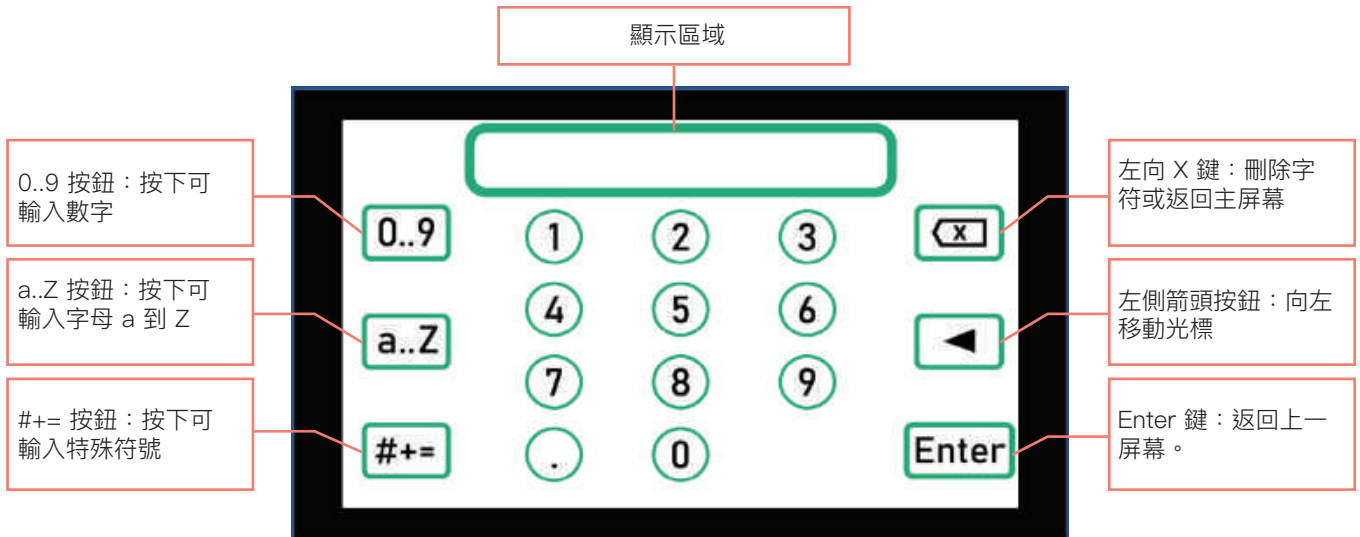 顯示區域
0..9 按鈕：按下可
輸入數字
a..Z 按鈕：按下可
輸入字母 a 到 Z
#+= 按鈕：按下可
輸入特殊符號
0..9
a..Z
#+=
1 2 3
4 5 6
7 8 9
. 0
X
Enter
左向 X 鍵：刪除字
符或返回主屏幕
左側箭頭按鈕：向左
移動光標
Enter 鍵：返回上一
屏幕。